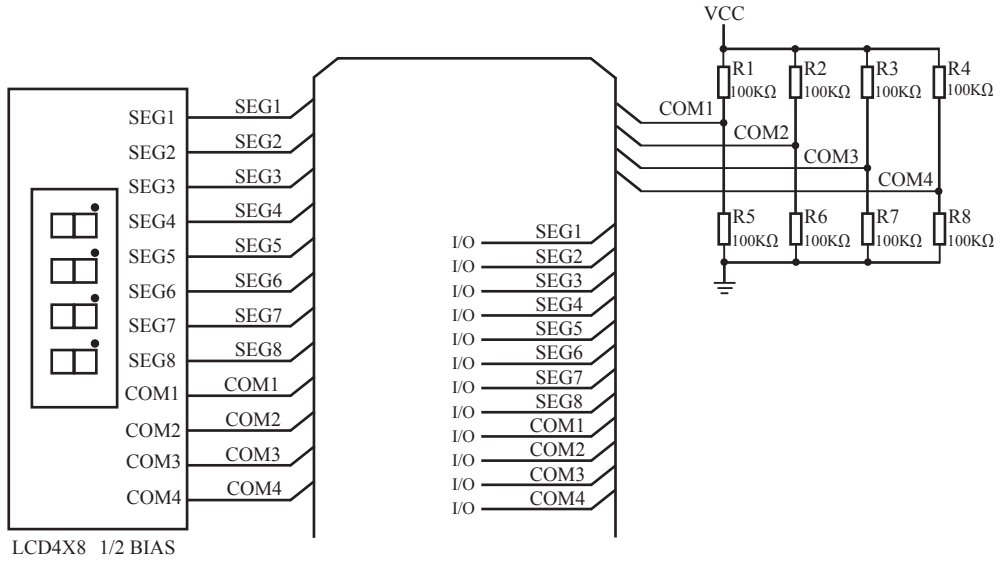 VCC
R1 R2 R3 R4
100KΩ 100KΩ 100KΩ 100KΩ
COM1
COM2
COM3
COM4
R5 R6 R7 R8
100KΩ 100KΩ 100KΩ 100KΩ
SEG1 SEG1
SEG2 SEG2
SEG3 SEG3
SEG4 SEG4
SEG5 SEG5
SEG6 SEG6
SEG7 SEG7
SEG8 SEG8
COM1 COM1
COM2 COM2
COM3 COM3
COM4 COM4
I/O SEG1
I/O SEG2
I/O SEG3
I/O SEG4
I/O SEG5
I/O SEG6
I/O SEG7
I/O SEG8
I/O COM1
I/O COM2
I/O COM3
I/O COM4
LCD4X8 1/2 BIAS